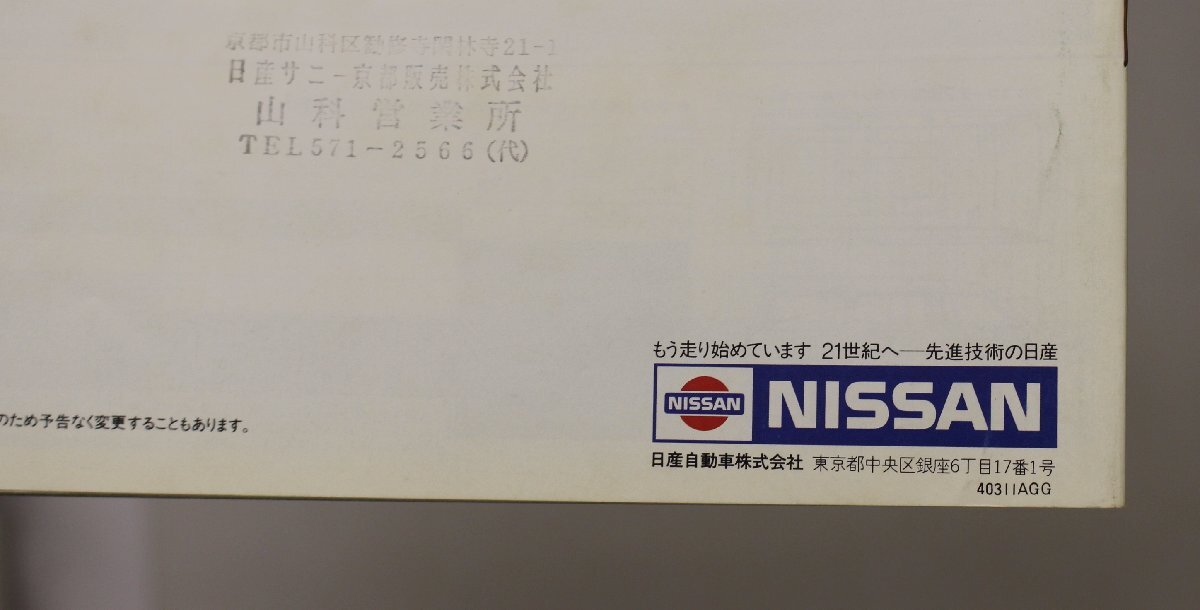 京都市山科区勧修寺閑林寺21-1
日産サニー京都販売株式会社
山科営業所
TEL571-2566(代)
もう走り始めています 21世紀へ──先進技術の日産
NISSAN
NISSAN
のため予告なく変更することもあります。
日産自動車株式会社 東京都中央区銀座6丁目17番1号
40311AGG